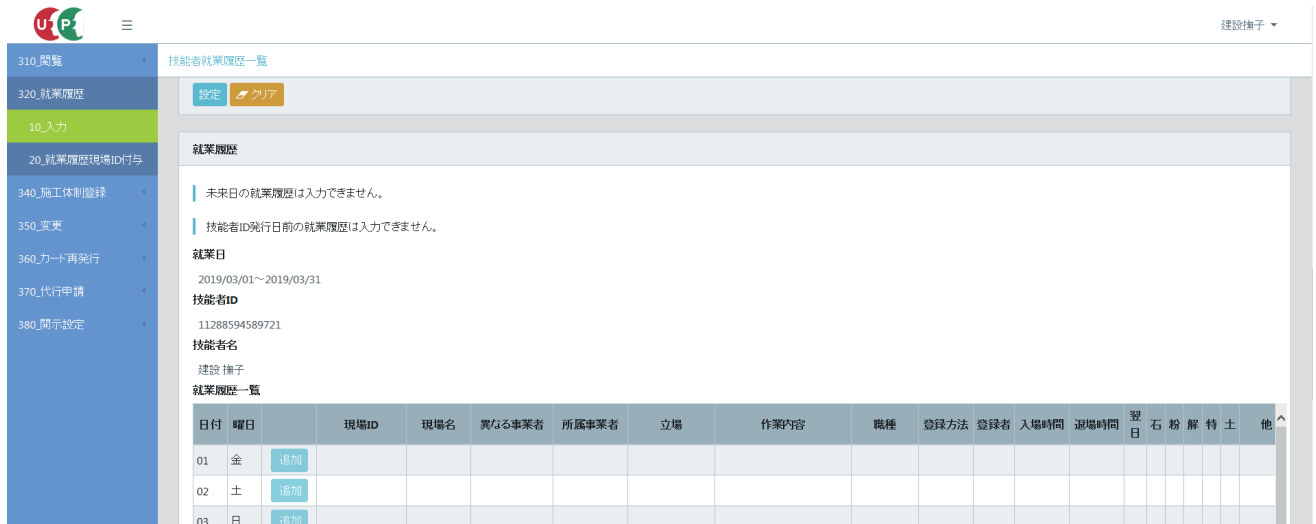 UP
建設撫子
310_閲覧
技能者就業履歴一覧
320_就業履歴
設定 クリア
10_入力
20_就業履歴現場ID付与
340_施工体制登録
350_変更
360_カード再発行
370_代行申請
380_開示設定
就業履歴
未来日の就業履歴は入力できません。
技能者ID発行日前の就業履歴は入力できません。
就業日
2019/03/01～2019/03/31
技能者ID
11288594589721
技能者名
建設 撫子
就業履歴一覧
日付 曜日 現場ID 現場名 異なる事業者 所属事業者 立場 作業内容 職種 登録方法 登録者 入場時間 退場時間 翌日 石 粉 解 特 土 他
01 金 追加
02 土 追加
03 日 追加